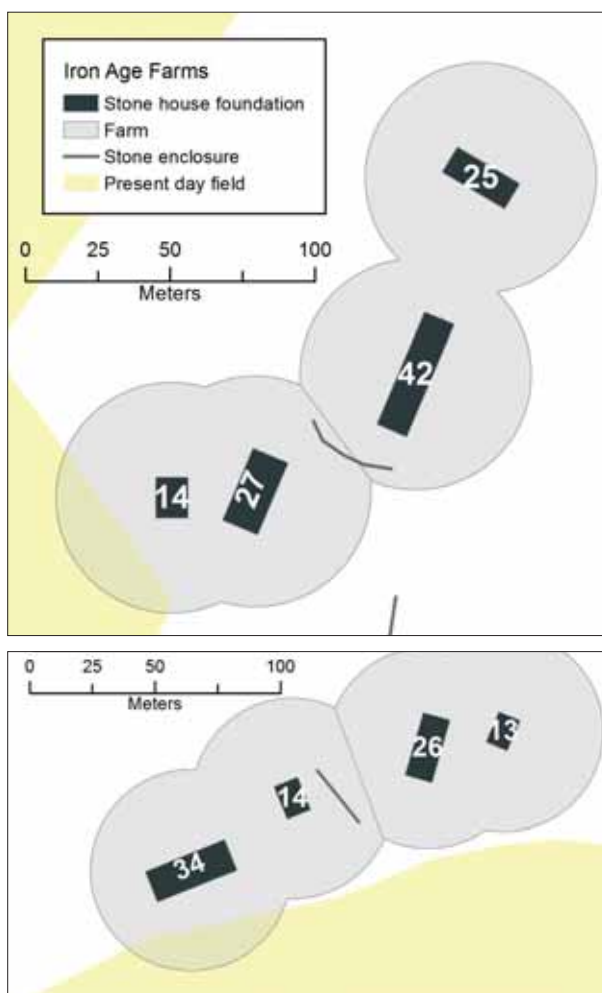 Iron Age Farms
Stone house foundation
Farm
Stone enclosure
Present day field
0 50 100
Meters
25
42
14
27
0 25 50 100
Meters
26
13
14
34